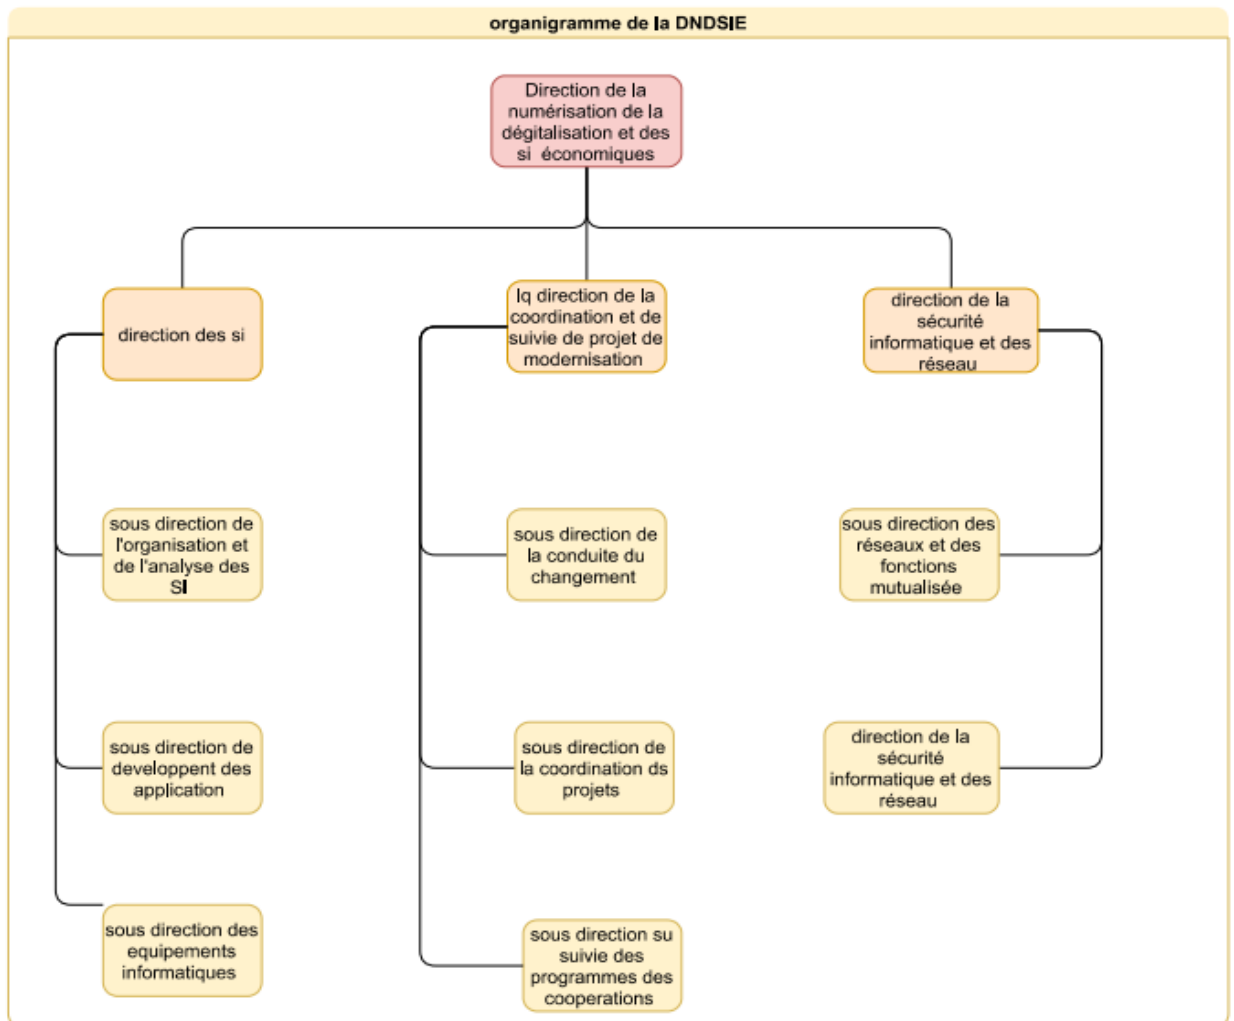 organigramme de la DNDSIE
Direction de la
numérisation de la
dégitalisation et des
si économiques
direction des si
lq direction de la
coordination et de
suivie de projet de
modernisation
direction de la
sécurité
informatique et des
réseau
sous direction de
l'organisation et
de l'analyse des
SI
sous direction de
la conduite du
changement
sous direction des
réseaux et des
fonctions
mutualisée
sous direction de
developpent des
application
sous direction de
la coordination ds
projets
direction de la
sécurité
informatique et des
réseau
sous direction des
equipements
informatiques
sous direction su
suivie des
programmes des
cooperations